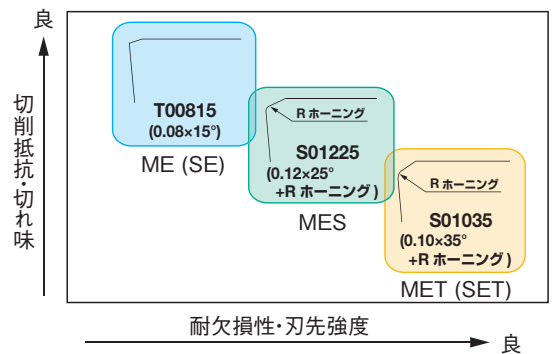 良
切削抵抗・切れ味
T00815
(0.08×15°)
ME (SE)
R ホーニング
S01225
(0.12×25°
+R ホーニング)
MES
R ホーニング
S01035
(0.10×35°
+R ホーニング)
MET (SET)
耐欠損性・刃先強度
良